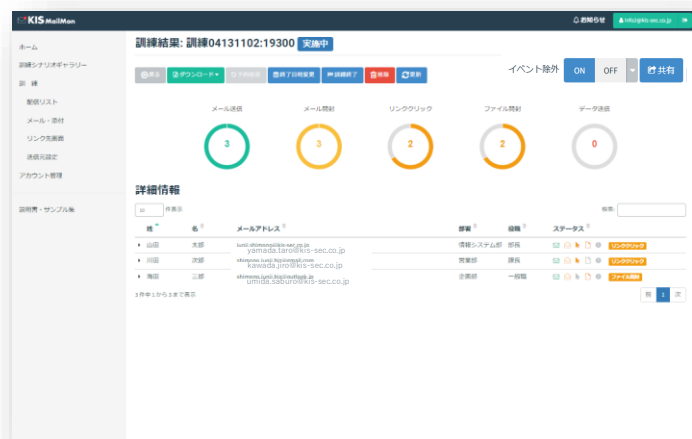 KIS MailMan
お知らせ
info@kis-sec.co.jp
ホーム
訓練シナリオギャラリー
訓 練
配信リスト
メール・添付
リンク先画面
送信元設定
アカウント管理
説明書・サンプル集
訓練結果: 訓練04131102:19300 実施中
戻る ダウンロード 終了日時変更 訓練終了 削除 更新
イベント除外 ON OFF 共有
メール送信 メール開封 リンククリック ファイル開封 データ送信
3 3 2 2 0
詳細情報
10 件表示
検索:
姓 名 メールアドレス 部署 役職 ステータス
山田 太郎 yamada.taro@kis-sec.co.jp 情報システム部 部長 リンククリック
川田 次郎 kawada.jiro@kis-sec.co.jp 営業部 課長 リンククリック
海田 三郎 umida.saburo@kis-sec.co.jp 企画部 一般職 ファイル開封
3 件中 1 から 3 まで表示
前 1 次